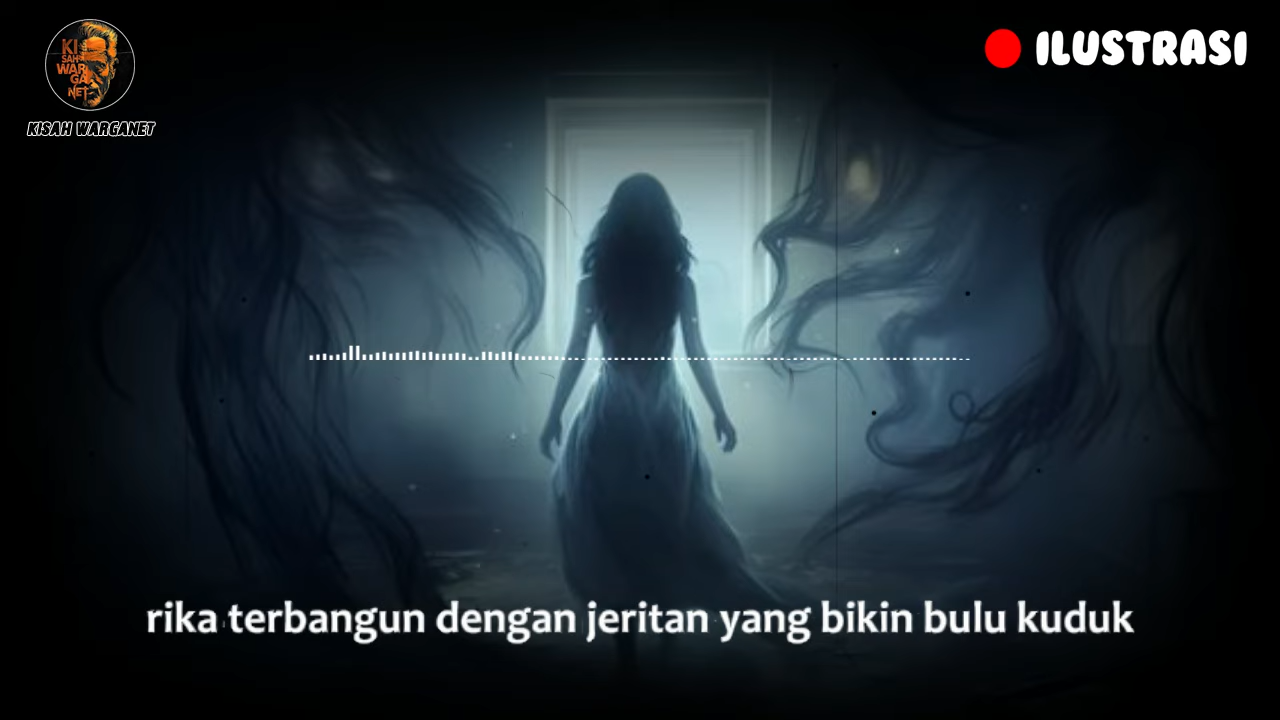 KI
SAH
WAR
GA
NET
KISAH WARGANET
ILUSTRASI
rika terbangun dengan jeritan yang bikin bulu kuduk